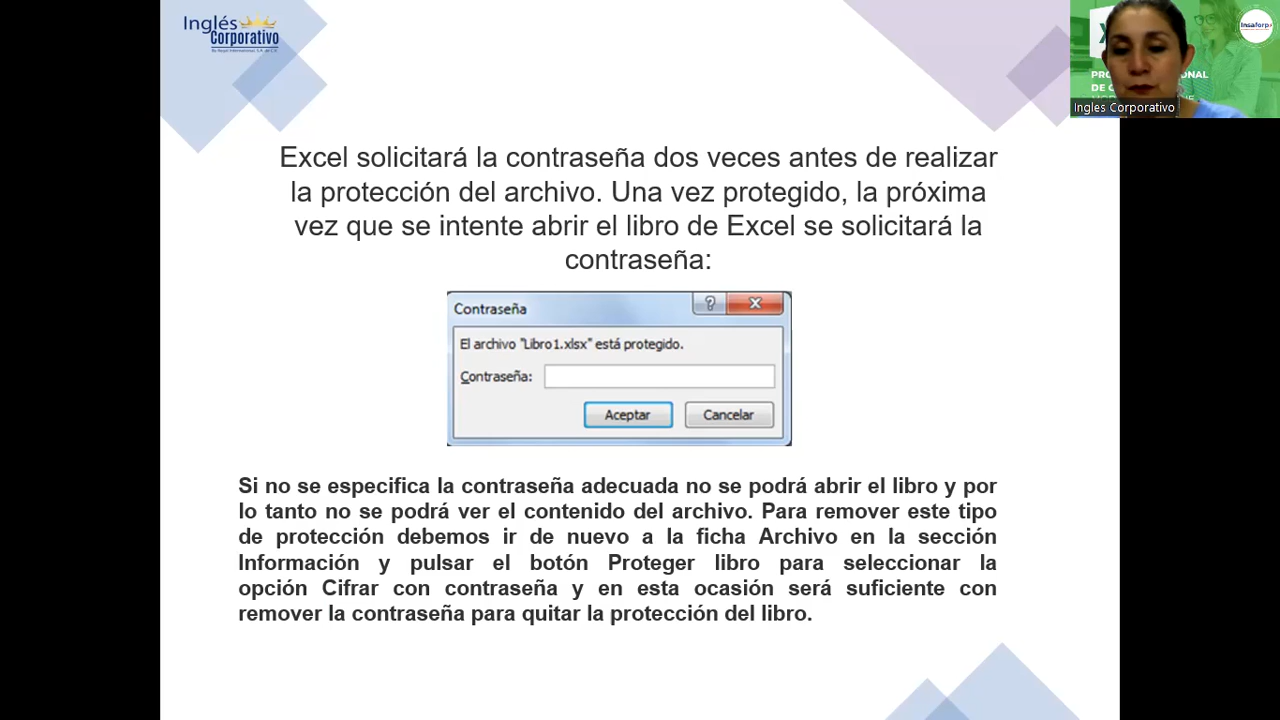 Inglés
Corporativo
Insaforp
Ingles Corporativo
Excel solicitará la contraseña dos veces antes de realizar
la protección del archivo. Una vez protegido, la próxima
vez que se intente abrir el libro de Excel se solicitará la
contraseña:
Contraseña
?
El archivo "Libro1.xlsx" está protegido.
Contraseña:
Aceptar Cancelar
Si no se especifica la contraseña adecuada no se podrá abrir el libro y por
lo tanto no se podrá ver el contenido del archivo. Para remover este tipo
de protección debemos ir de nuevo a la ficha Archivo en la sección
Información y pulsar el botón Proteger libro para seleccionar la
opción Cifrar con contraseña y en esta ocasión será suficiente con
remover la contraseña para quitar la protección del libro.